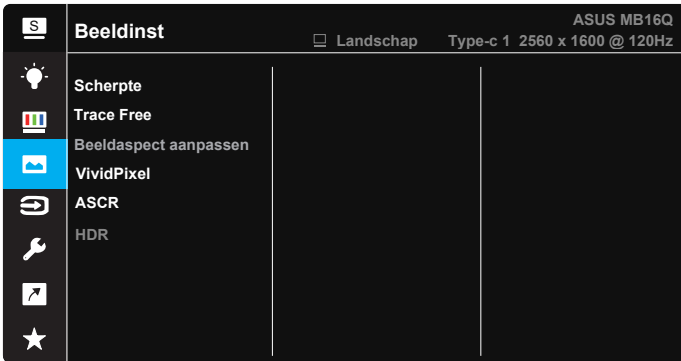 S
Beeldinst
ASUS MB16Q
Landschap Type-c 1 2560 x 1600 @ 120Hz
Scherpte
Trace Free
Beeldaspect aanpassen
VividPixel
ASCR
HDR